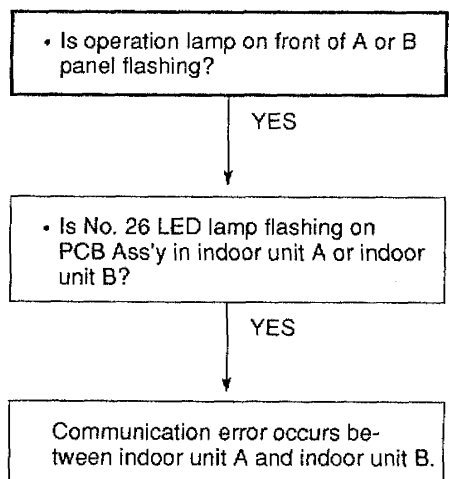 • Is operation lamp on front of A or B
panel flashing?
YES
• Is No. 26 LED lamp flashing on
PCB Ass'y in indoor unit A or indoor
unit B?
YES
Communication error occurs be-
tween indoor unit A and indoor unit B.